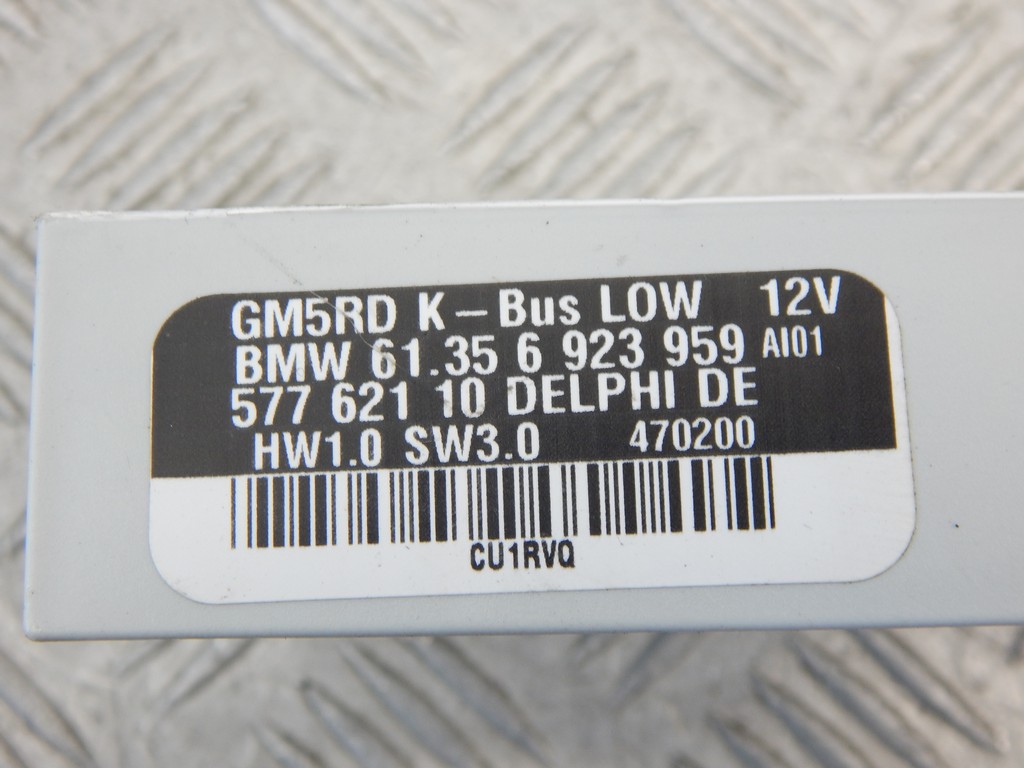 GM5RD K-Bus LOW 12V
BMW 61.35 6 923 959 AI01
577 621 10 DELPHI DE
HW1.0 SW3.0 470200
CU1RVQ